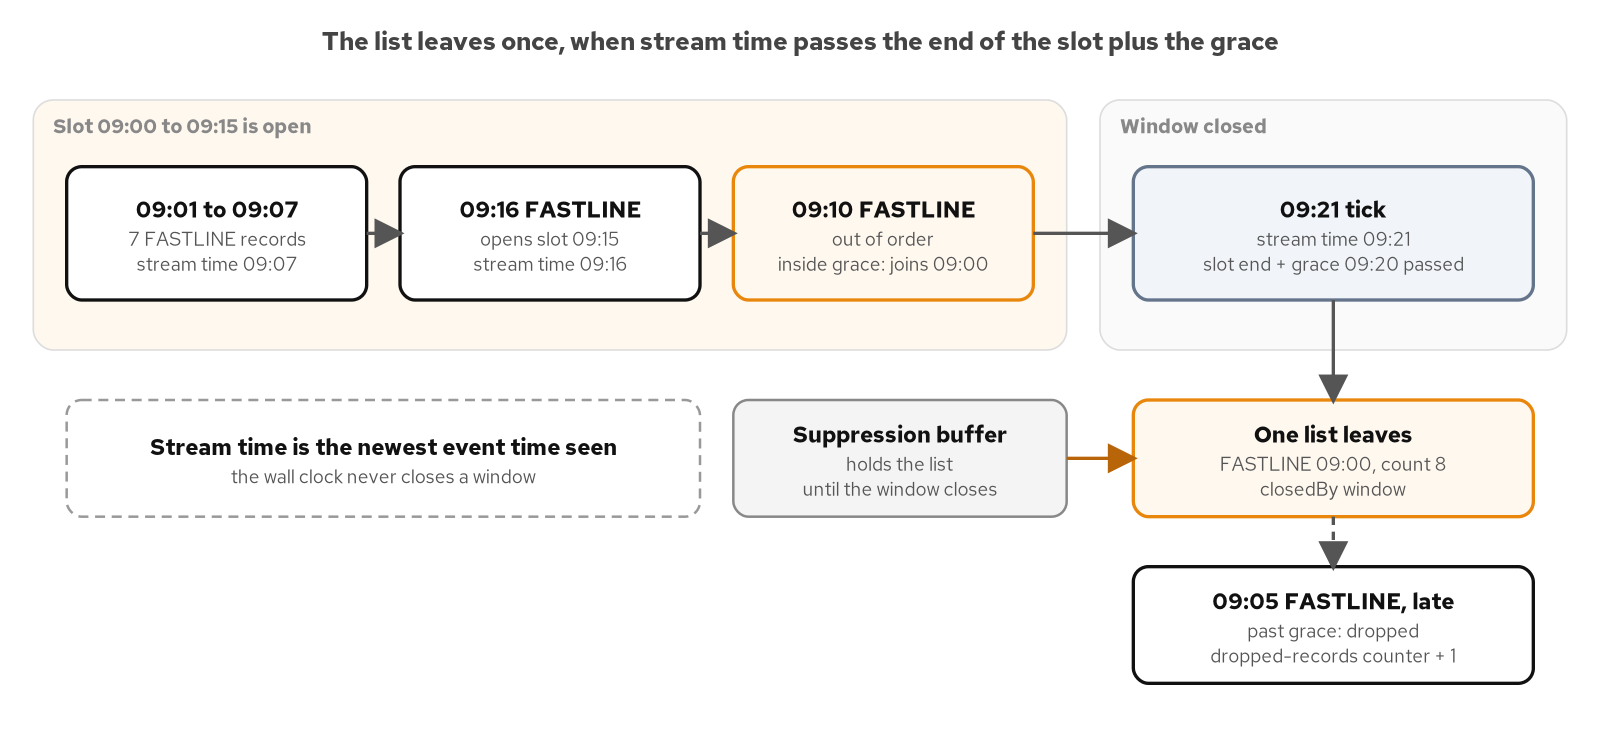 The list leaves once, when stream time passes the end of the slot plus the grace
Slot 09:00 to 09:15 is open
09:01 to 09:07
7 FASTLINE records
stream time 09:07
09:16 FASTLINE
opens slot 09:15
stream time 09:16
09:10 FASTLINE
out of order
inside grace: joins 09:00
Window closed
09:21 tick
stream time 09:21
slot end + grace 09:20 passed
Stream time is the newest event time seen
the wall clock never closes a window
Suppression buffer
holds the list
until the window closes
One list leaves
FASTLINE 09:00, count 8
closedBy window
09:05 FASTLINE, late
past grace: dropped
dropped-records counter + 1